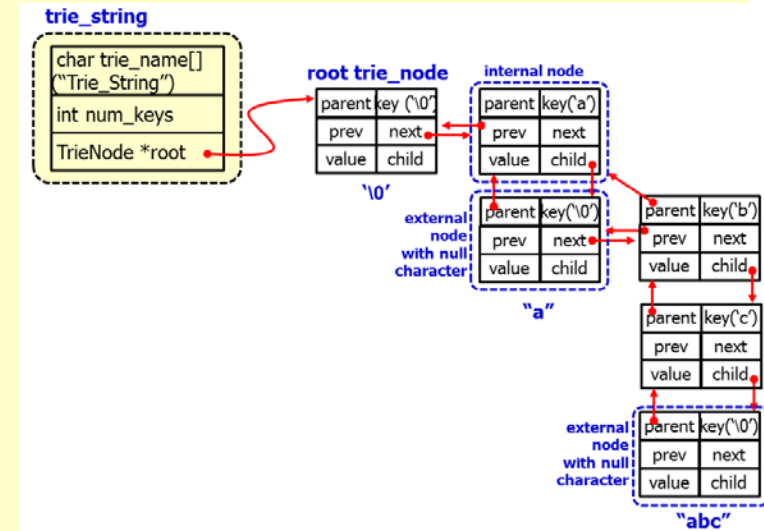 trie_string
char trie_name[]
("Trie_String")
int num_keys
TrieNode *root
root trie_node
parent key ('\0')
prev next
value child
'\0'
internal node
parent key('a')
prev next
value child
external
node
with null
character
parent key('\0')
prev next
value child
"a"
parent key('b')
prev next
value child
parent key('c')
prev next
value child
external
node
with null
character
parent key('\0')
prev next
value child
"abc"